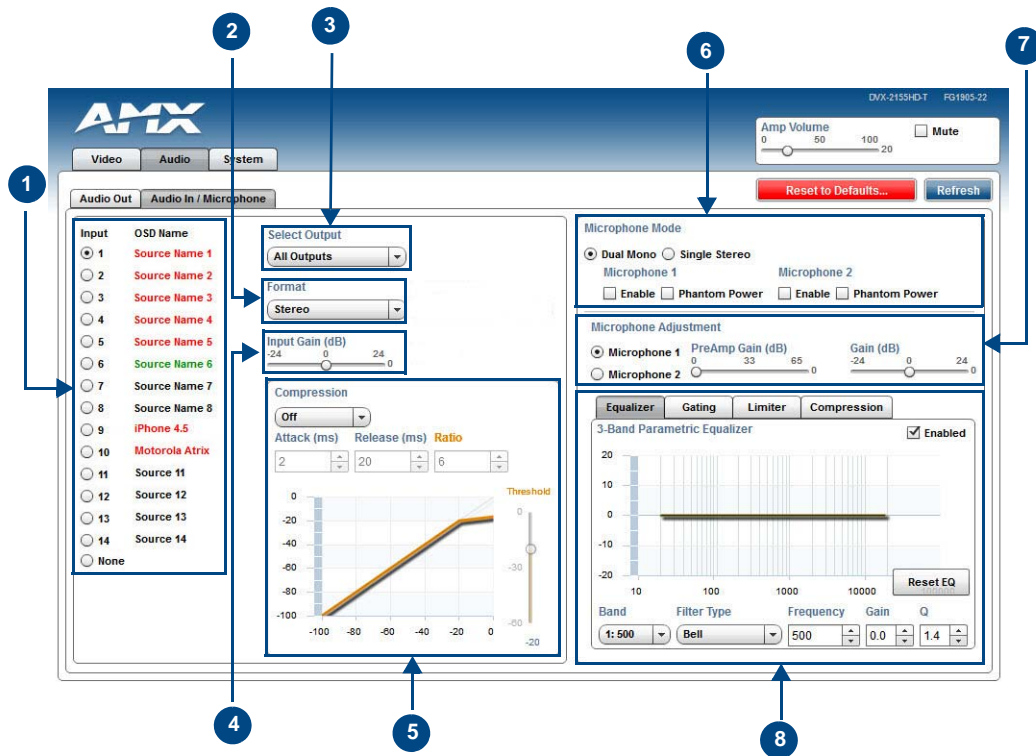 3
2
6
7
AMX
DVX-2155HD-T FG1905-22
Amp Volume
0 50 100
20
Mute
Video Audio System
1
Reset to Defaults... Refresh
Audio Out Audio In / Microphone
Input OSD Name
1 Source Name 1
2 Source Name 2
3 Source Name 3
4 Source Name 4
5 Source Name 5
6 Source Name 6
7 Source Name 7
8 Source Name 8
9 iPhone 4.5
10 Motorola Atrix
11 Source 11
12 Source 12
13 Source 13
14 Source 14
None
Select Output
All Outputs
Format
Stereo
Input Gain (dB)
-24 0 24
0
Compression
Off
Attack (ms) Release (ms) Ratio
2 20 6
Threshold
0
-30
-60
-20
0
-20
-40
-60
-80
-100
-100 -80 -60 -40 -20 0
Microphone Mode
Dual Mono Single Stereo
Microphone 1 Microphone 2
Enable Phantom Power Enable Phantom Power
Microphone Adjustment
Microphone 1
Microphone 2
PreAmp Gain (dB)
0 33 65
0
Gain (dB)
-24 0 24
0
Equalizer Gating Limiter Compression
3-Band Parametric Equalizer Enabled
20
10
0
-10
-20
10 100 1000 10000 100000
Reset EQ
Band Filter Type Frequency Gain Q
1: 500 Bell 500 0.0 1.4
4
5
8